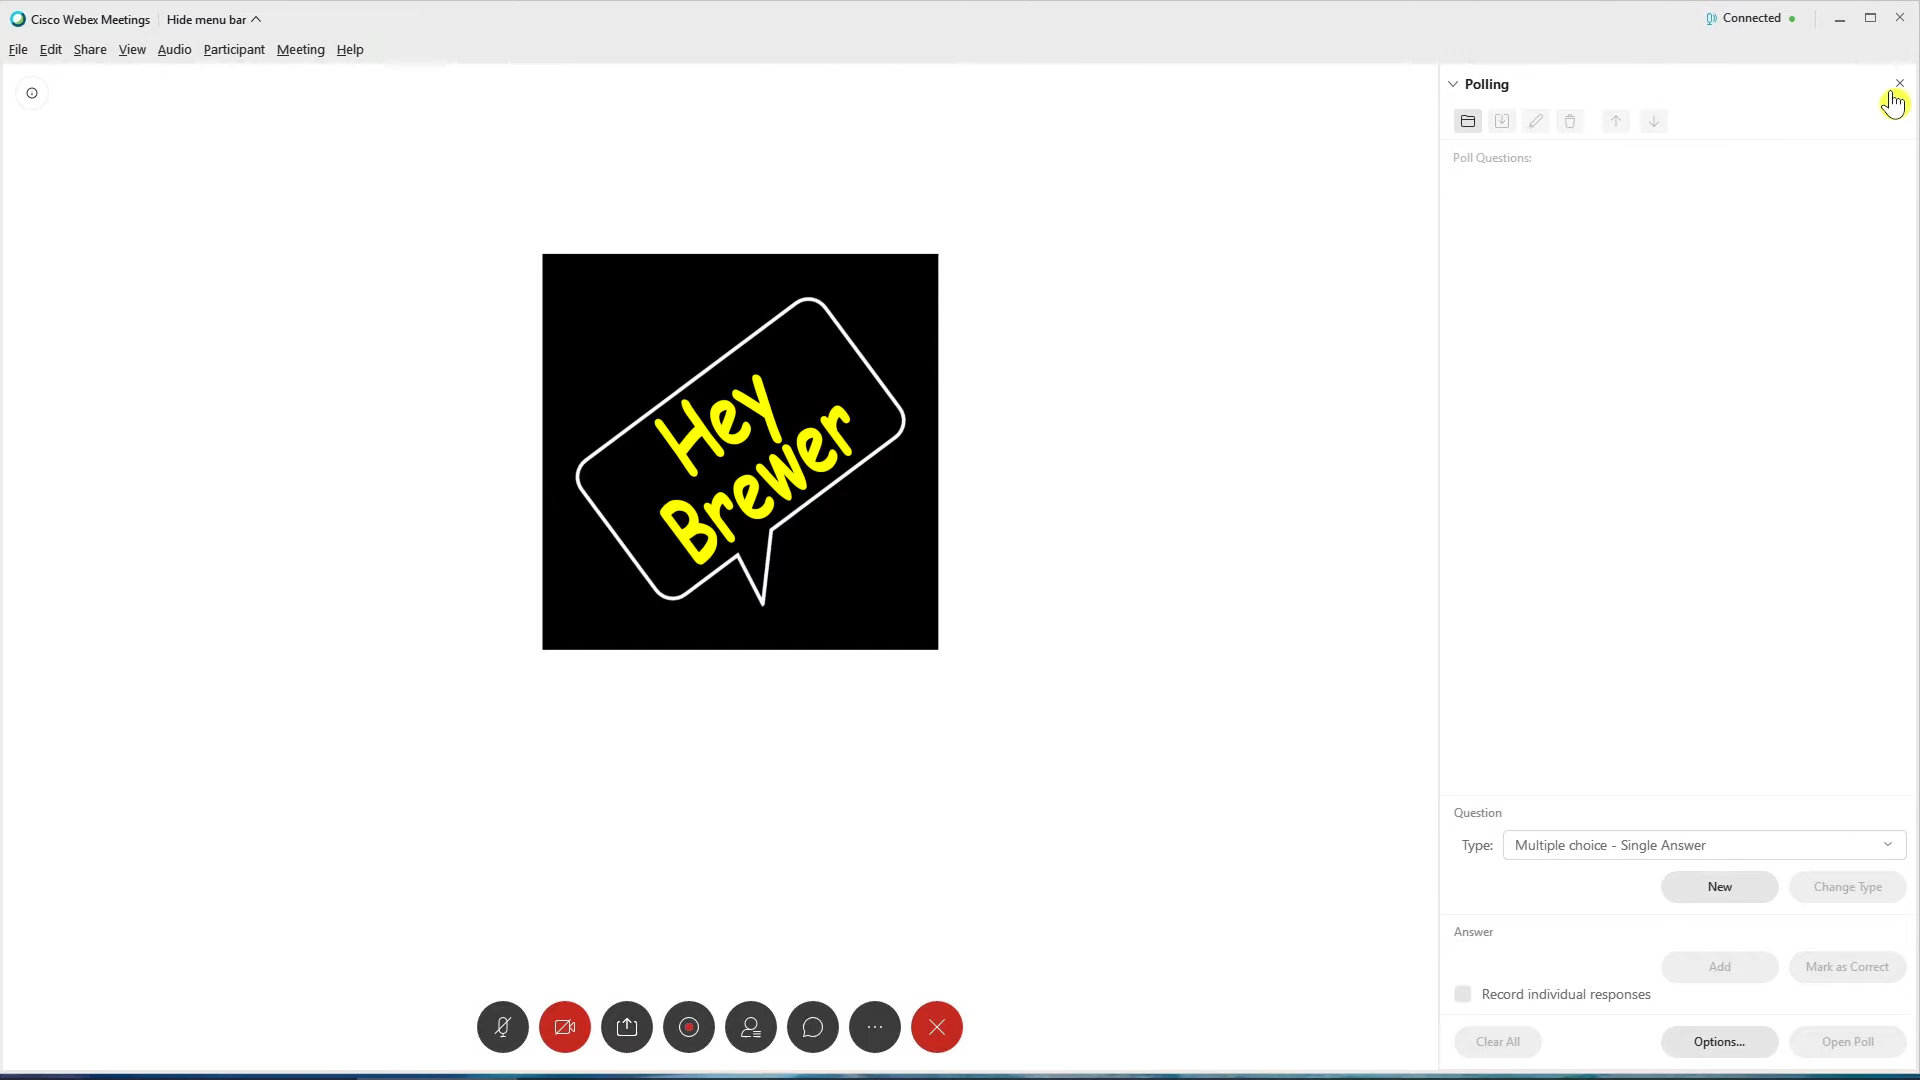 Cisco Webex Meetings
Hide menu bar
Connected
File Edit Share View Audio Participant Meeting Help
Polling
Poll Questions:
Hey
Brewer
Question
Type: Multiple choice - Single Answer
New
Change Type
Answer
Add
Mark as Correct
Record individual responses
Clear All
Options...
Open Poll